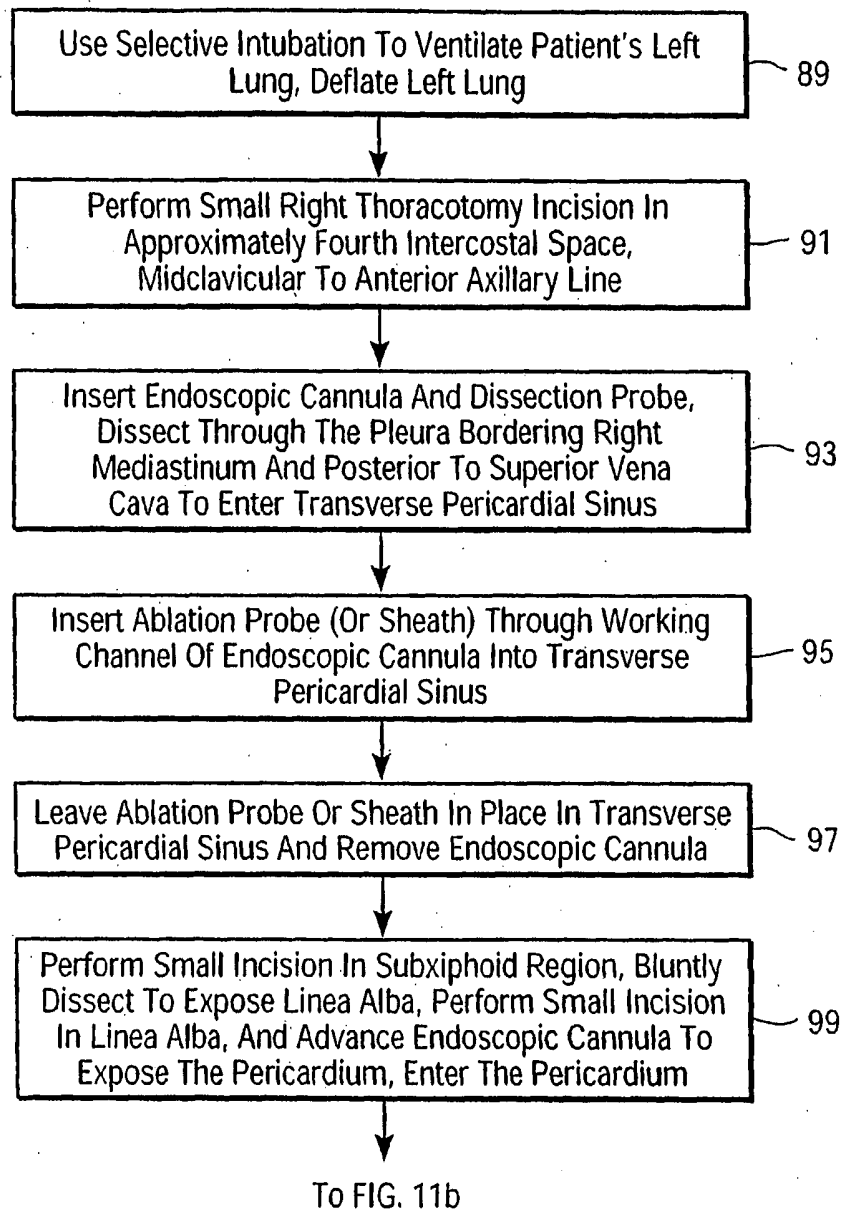 Use Selective Intubation To Ventilate Patient's Left
Lung, Deflate Left Lung
89
Perform Small Right Thoracotomy Incision In
Approximately Fourth Intercostal Space,
Midclavicular To Anterior Axillary Line
91
Insert Endoscopic Cannula And Dissection Probe,
Dissect Through The Pleura Bordering Right
Mediastinum And Posterior To Superior Vena
Cava To Enter Transverse Pericardial Sinus
93
Insert Ablation Probe (Or Sheath) Through Working
Channel Of Endoscopic Cannula Into Transverse
Pericardial Sinus
95
Leave Ablation Probe Or Sheath In Place In Transverse
Pericardial Sinus And Remove Endoscopic Cannula
97
Perform Small Incision In Subxiphoid Region, Bluntly
Dissect To Expose Linea Alba, Perform Small Incision
In Linea Alba, And Advance Endoscopic Cannula To
Expose The Pericardium, Enter The Pericardium
99
To FIG. 11b